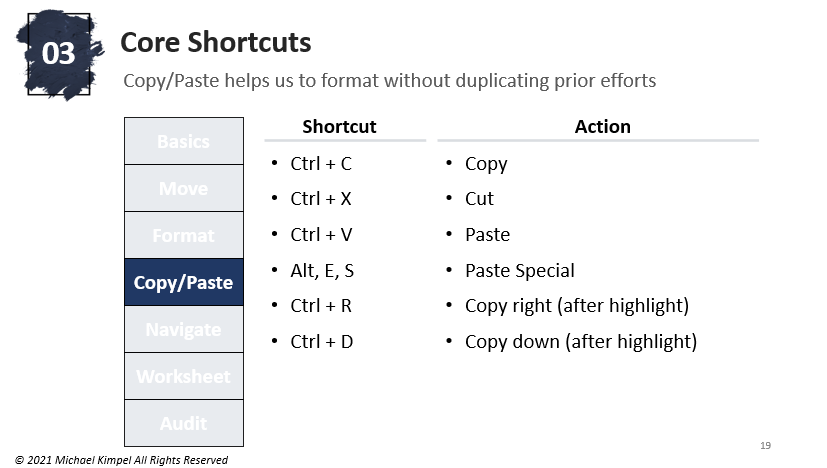 03
Core Shortcuts
Copy/Paste helps us to format without duplicating prior efforts
Basics
Move
Format
Copy/Paste
Navigate
Worksheet
Audit
Shortcut Action
• Ctrl + C • Copy
• Ctrl + X • Cut
• Ctrl + V • Paste
• Alt, E, S • Paste Special
• Ctrl + R • Copy right (after highlight)
• Ctrl + D • Copy down (after highlight)
19
© 2021 Michael Kimpel All Rights Reserved